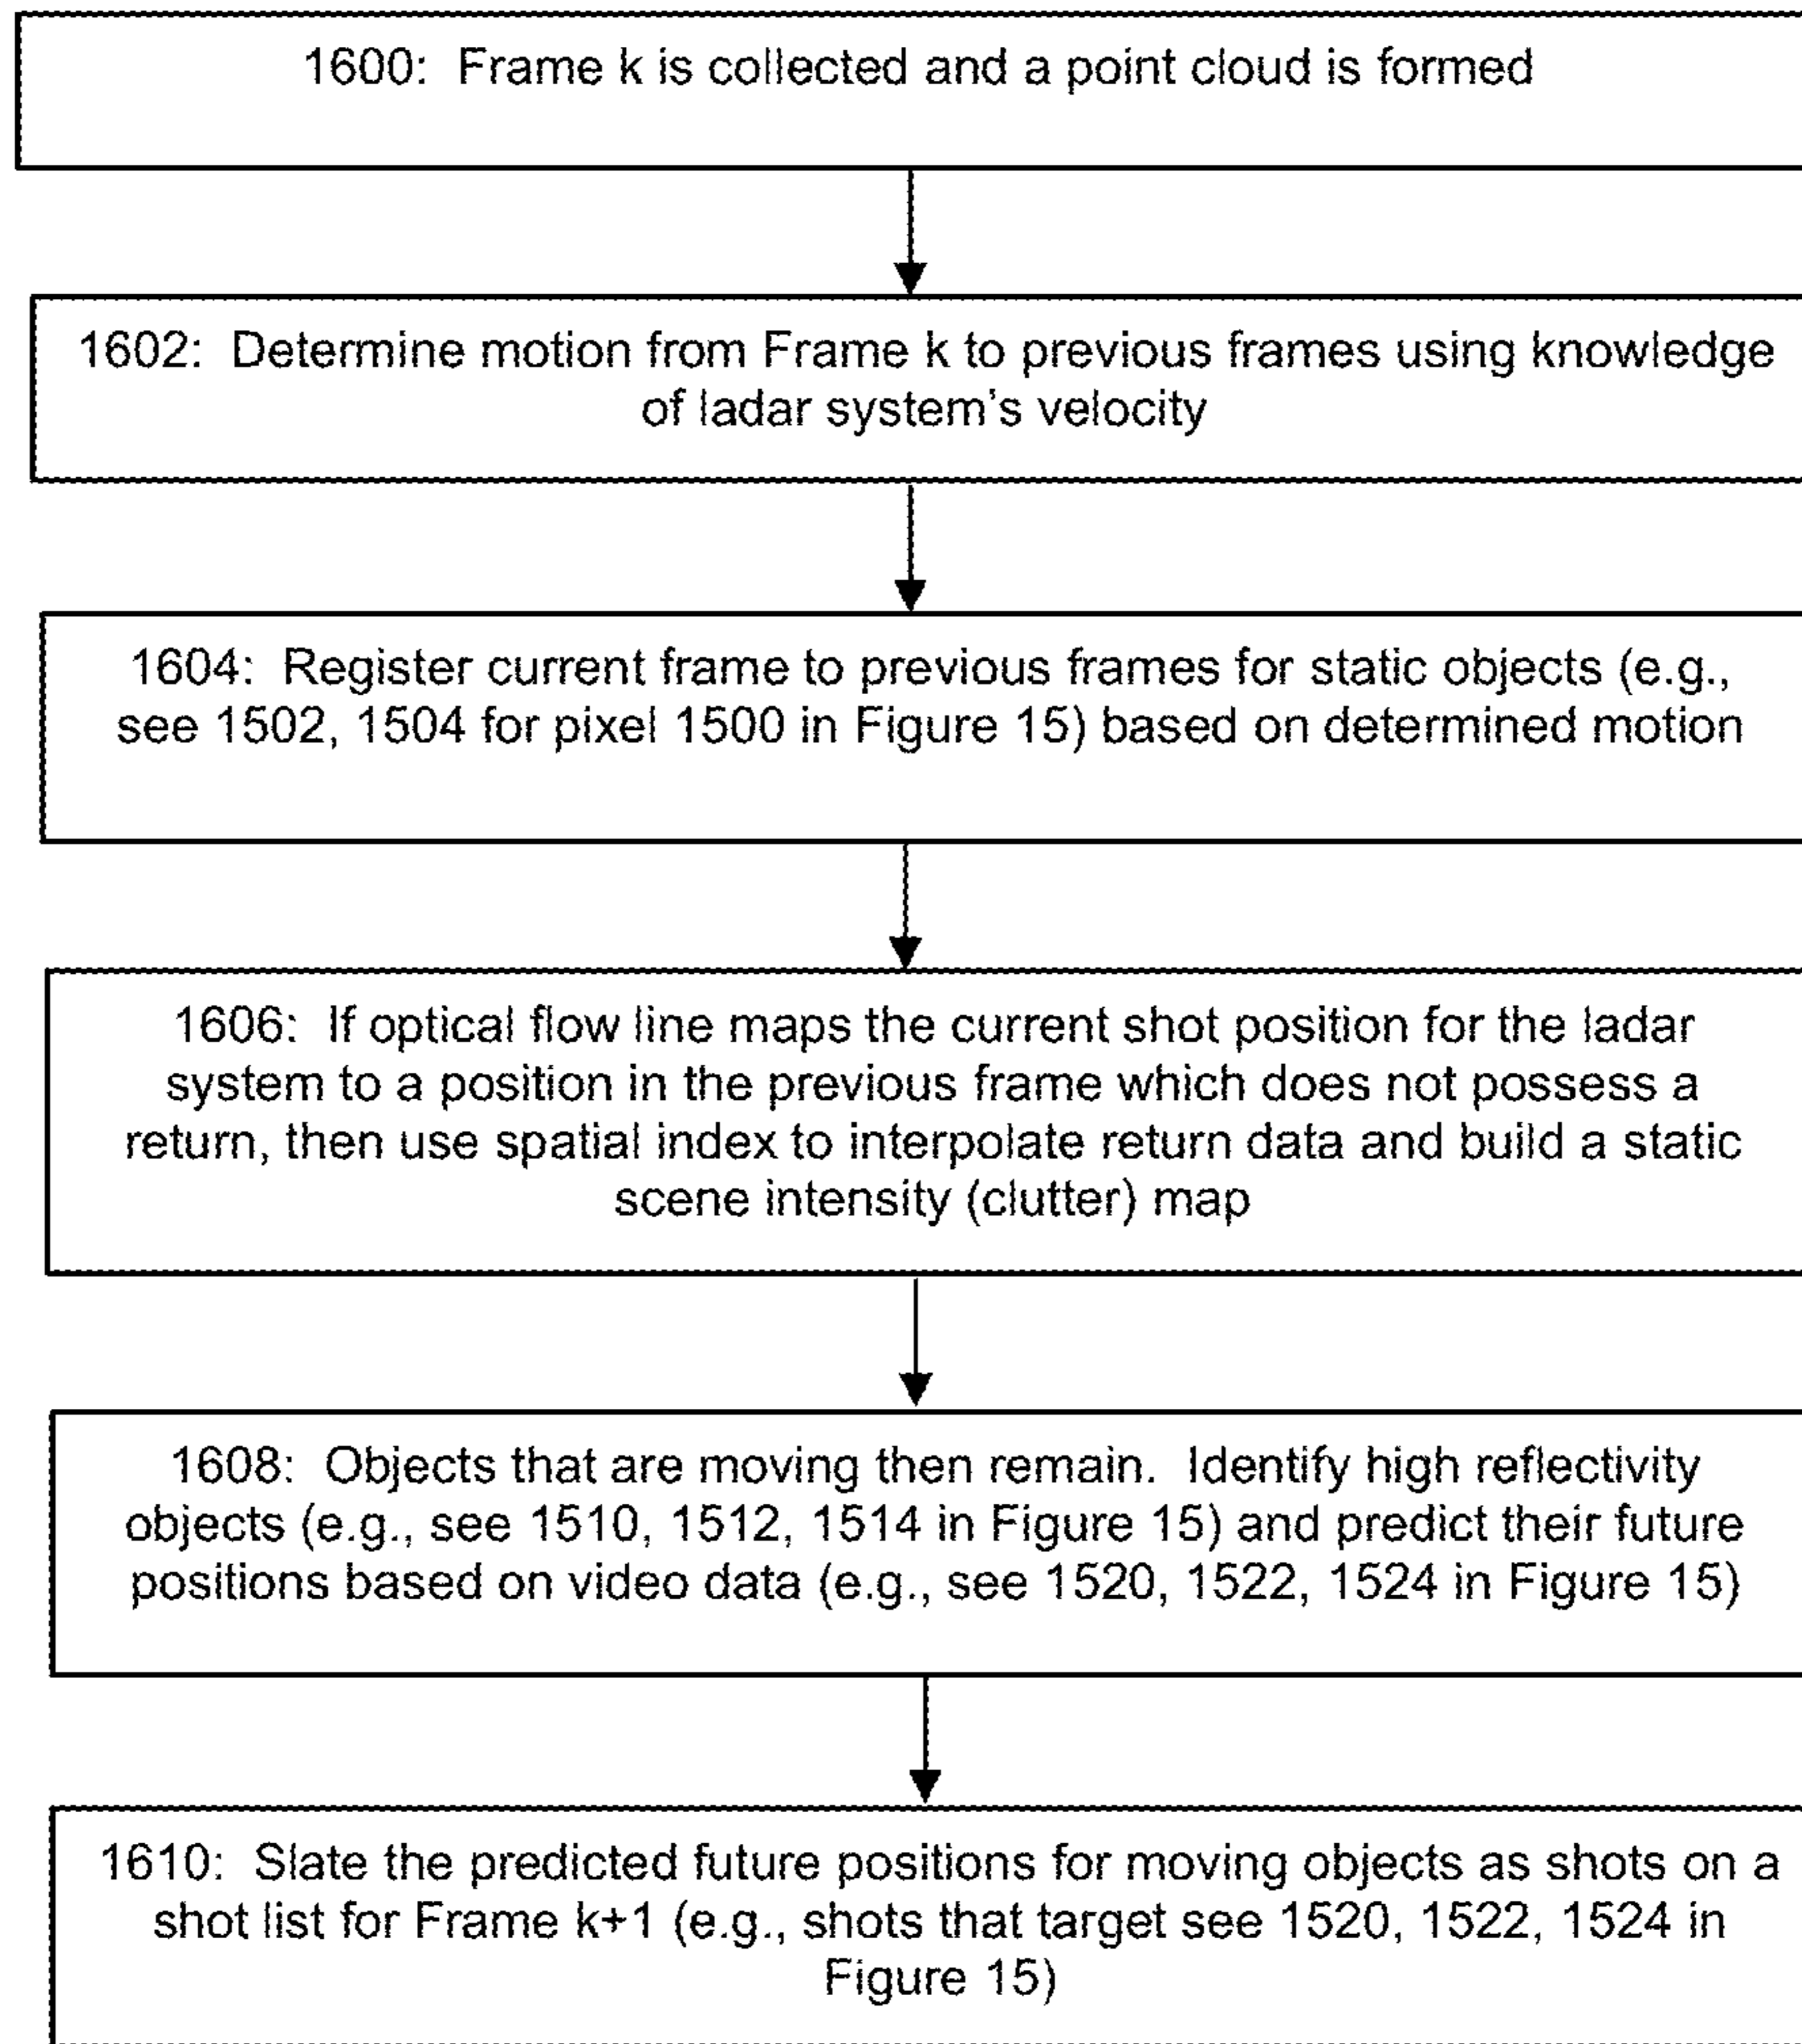 1600: Frame k is collected and a point cloud is formed
1602: Determine motion from Frame k to previous frames using knowledge
of ladar system's velocity
1604: Register current frame to previous frames for static objects (e.g.,
see 1502, 1504 for pixel 1500 in Figure 15) based on determined motion
1606: If optical flow line maps the current shot position for the ladar
system to a position in the previous frame which does not possess a
return, then use spatial index to interpolate return data and build a static
scene intensity (clutter) map
1608: Objects that are moving then remain. Identify high reflectivity
objects (e.g., see 1510, 1512, 1514 in Figure 15) and predict their future
positions based on video data (e.g., see 1520, 1522, 1524 in Figure 15)
1610: Slate the predicted future positions for moving objects as shots on a
shot list for Frame k+1 (e.g., shots that target see 1520, 1522, 1524 in
Figure 15)